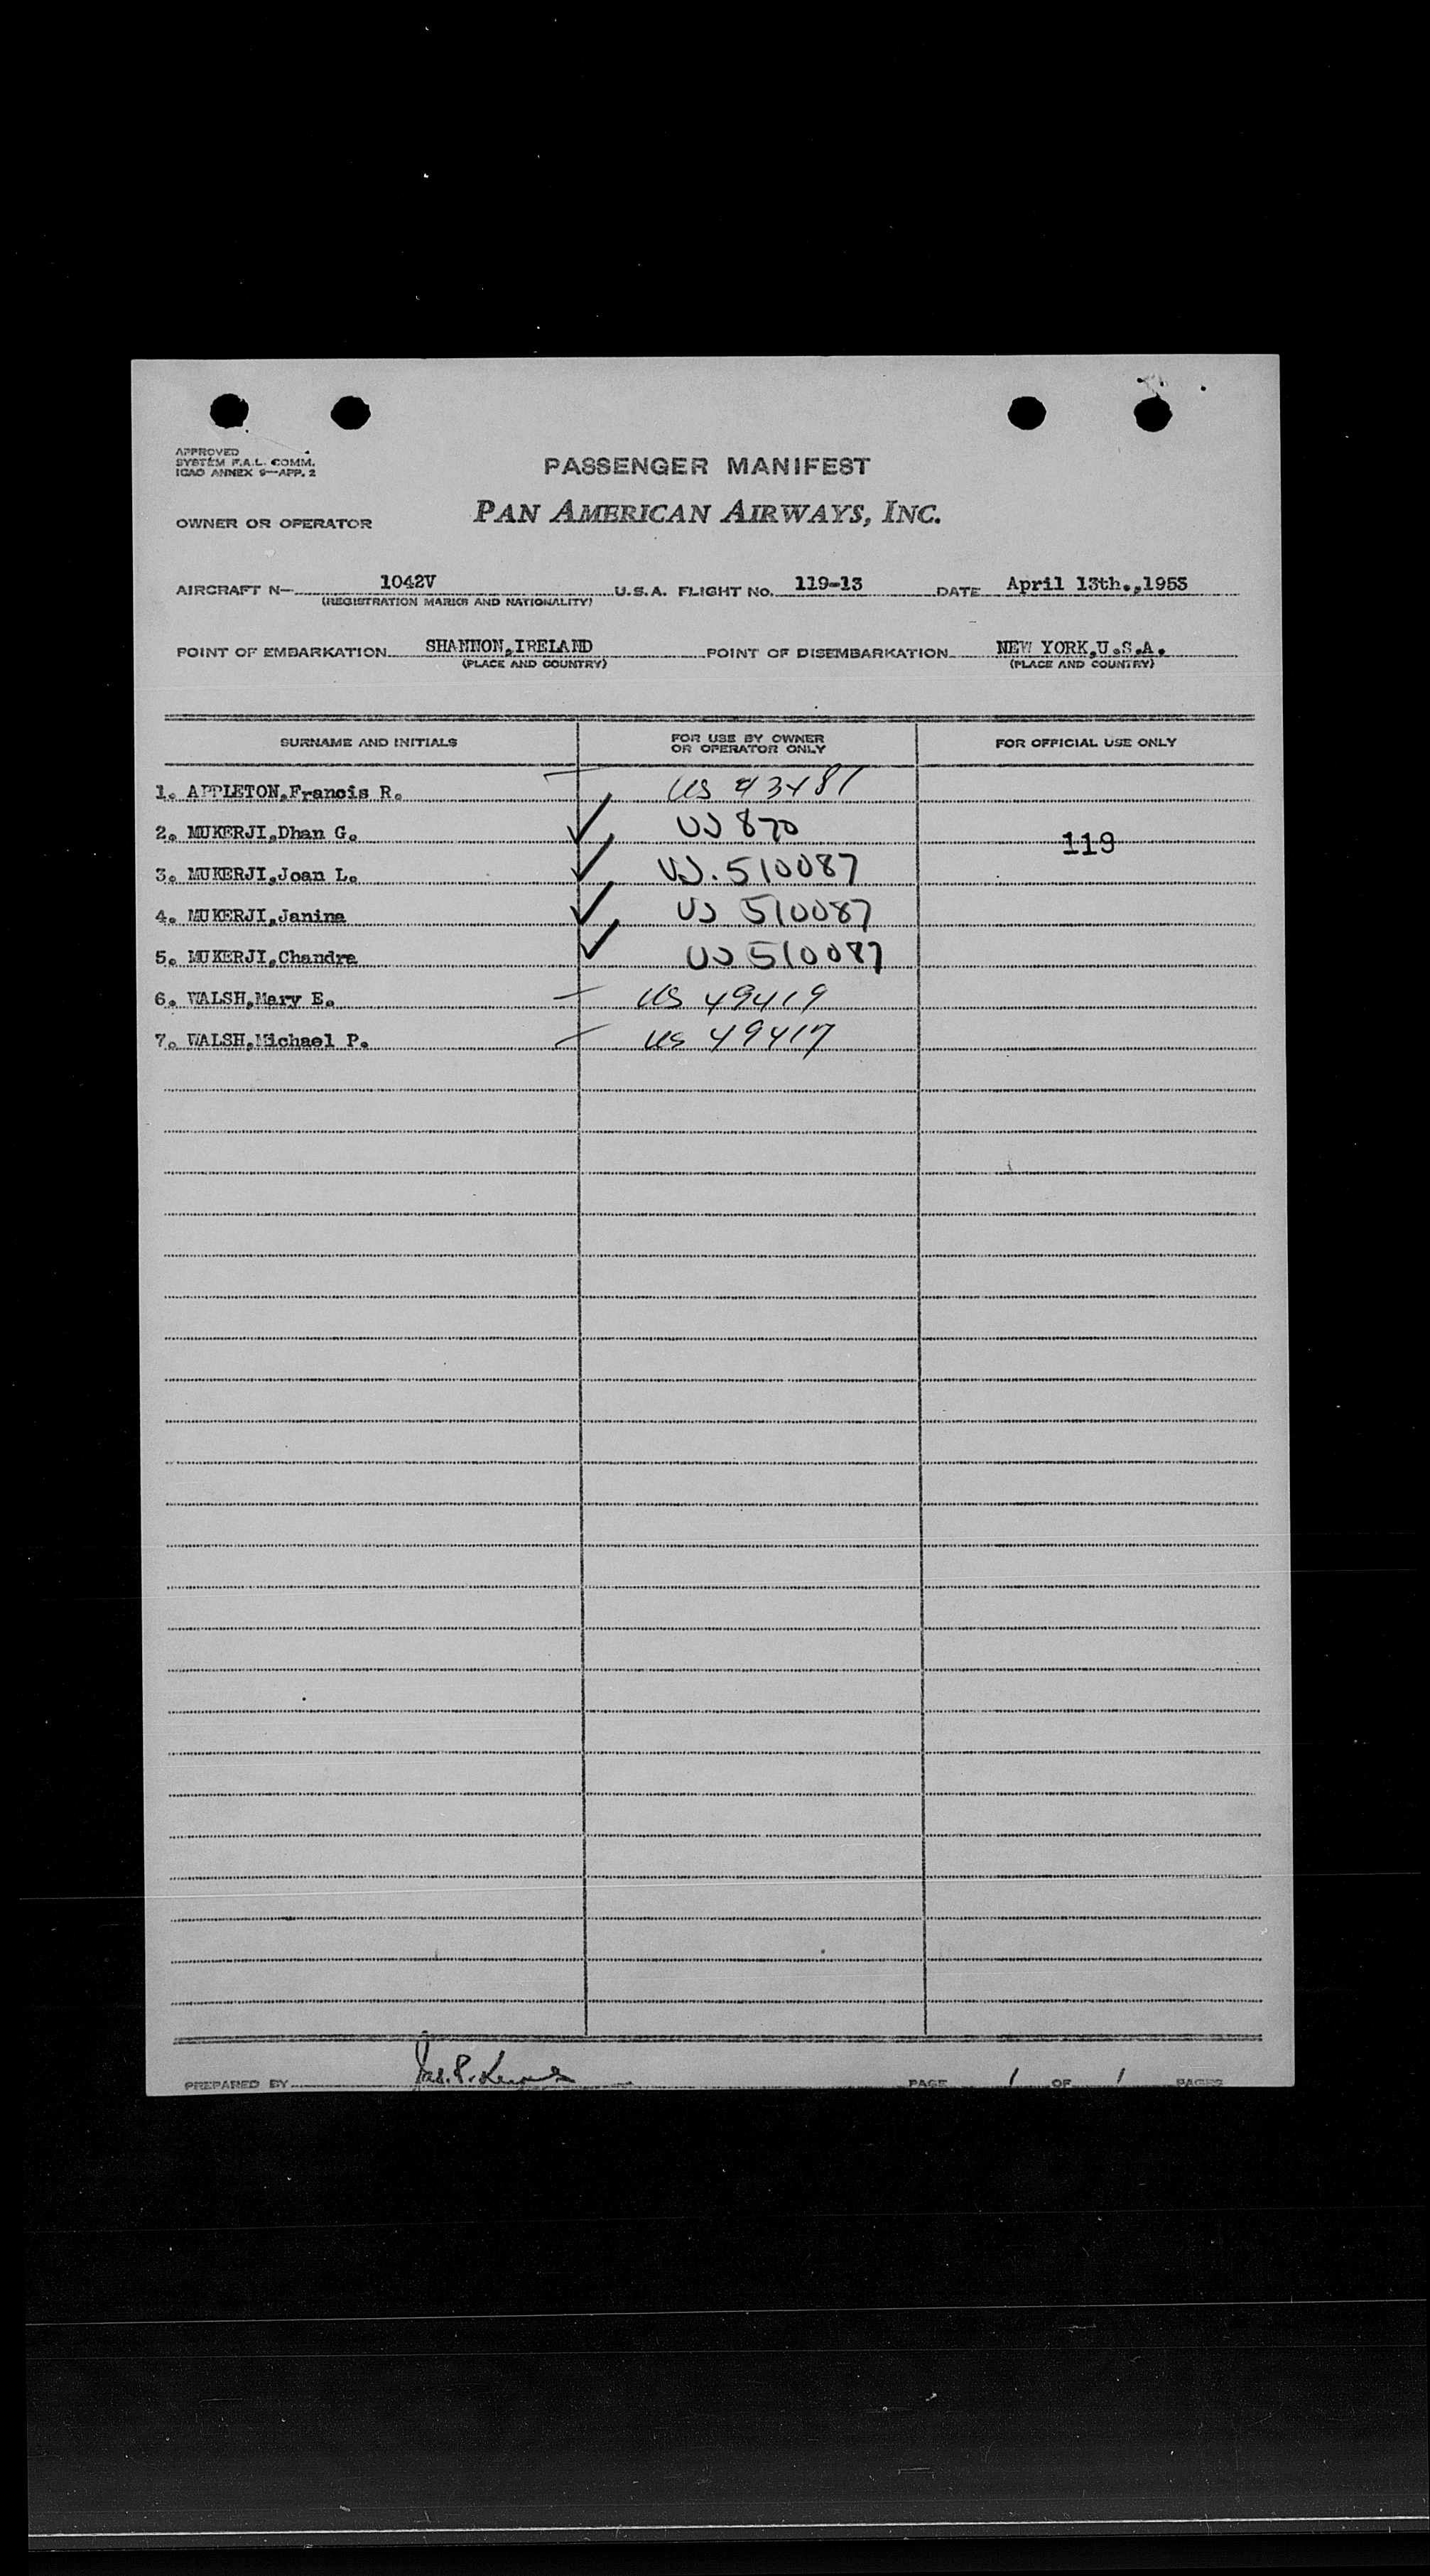 APPROVED
SYSTEM F.A.L. COMM.
ICAO ANNEX 9—APP. 2
PASSENGER MANIFEST
OWNER OR OPERATOR PAN AMERICAN AIRWAYS, INC.
AIRCRAFT N— 1042V U.S.A. FLIGHT NO. 119-13 DATE April 13th.,1953
(REGISTRATION MARKS AND NATIONALITY)
POINT OF EMBARKATION SHANNON,IRELAND POINT OF DISEMBARKATION NEW YORK,U.S.A.
(PLACE AND COUNTRY) (PLACE AND COUNTRY)
SURNAME AND INITIALS FOR USE BY OWNER OR OPERATOR ONLY FOR OFFICIAL USE ONLY
1. APPLETON,Francis R. US 43481
2. MUKERJI,Dhan G. US 870 119
3. MUKERJI,Joan L. US. 510087
4. MUKERJI,Janina US 510087
5. MUKERJI,Chandra US 510087
6. WALSH,Mary E. US 49419
7. WALSH,Michael P. US 49417
PREPARED BY Jas. P. PAGE 1 OF 1 PAGES